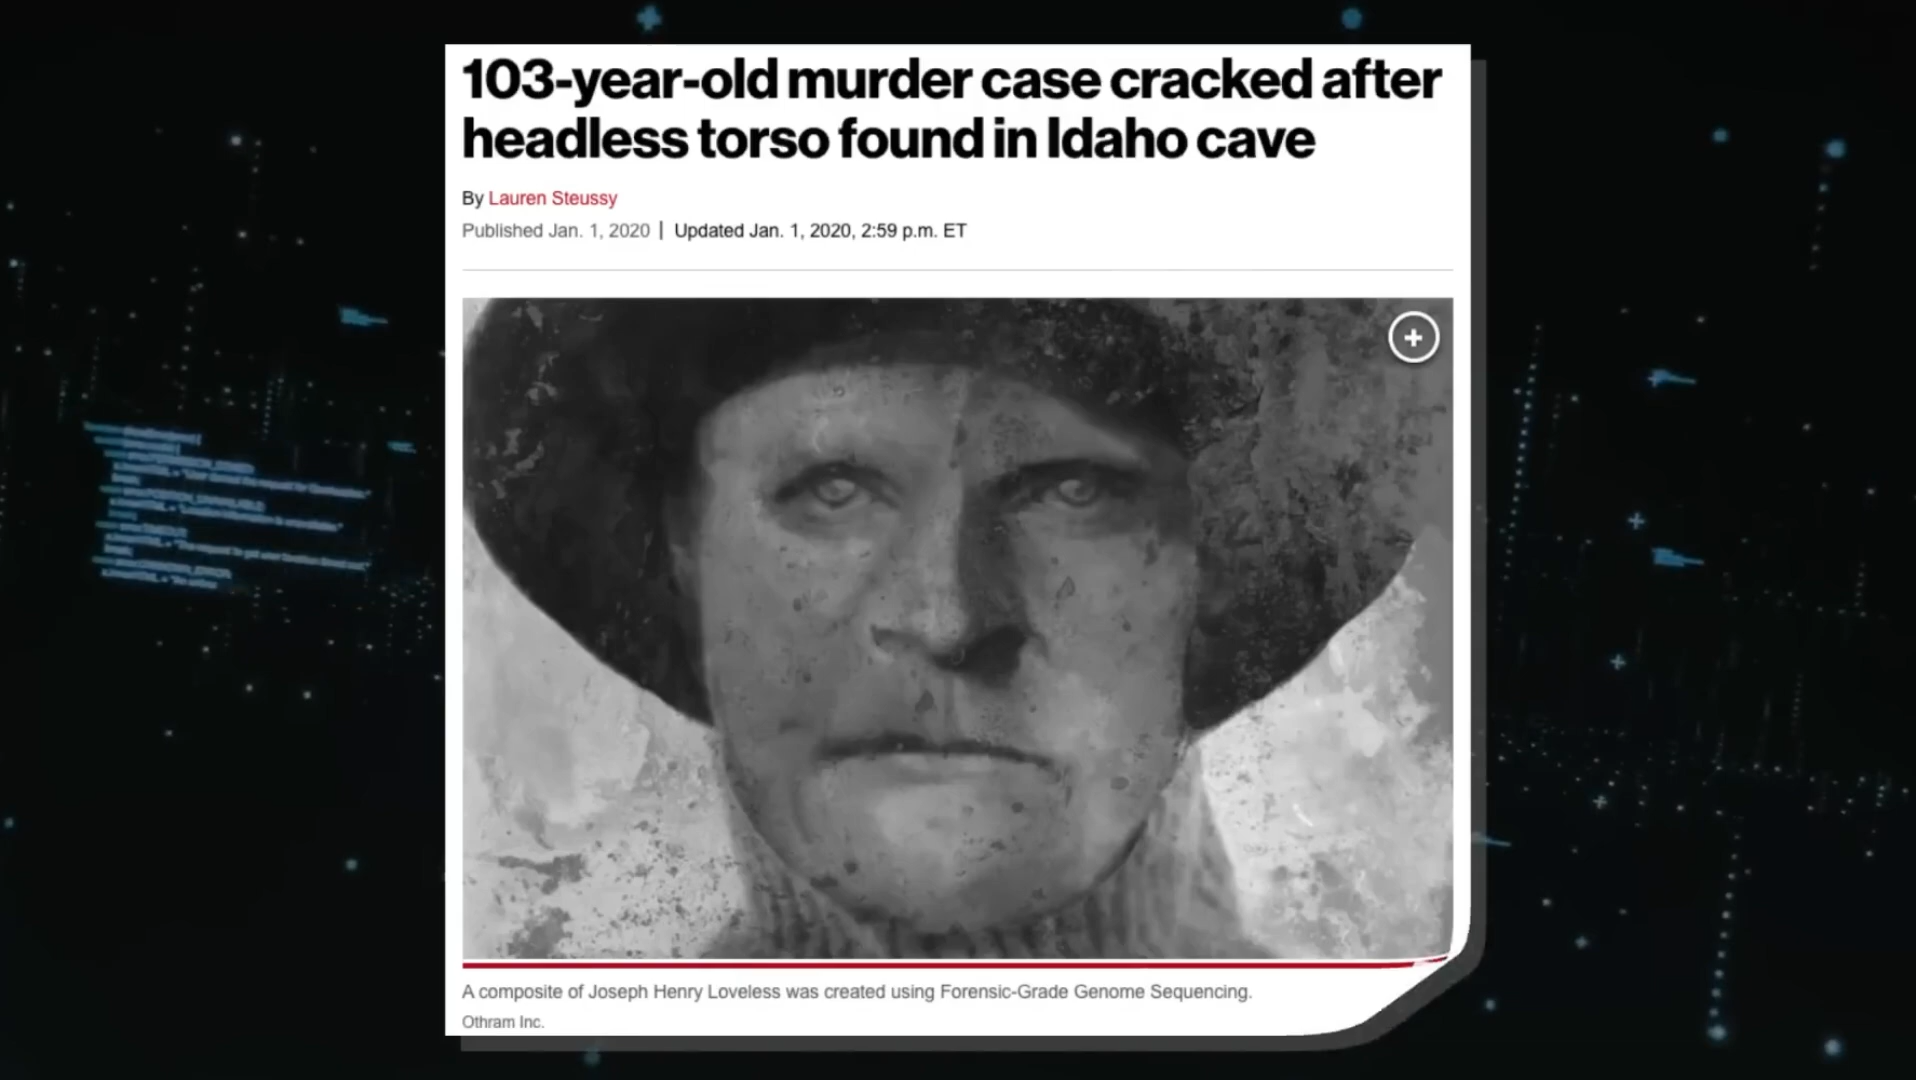 103-year-old murder case cracked after
headless torso found in Idaho cave
By Lauren Steussy
Published Jan. 1, 2020 | Updated Jan. 1, 2020, 2:59 p.m. ET
A composite of Joseph Henry Loveless was created using Forensic-Grade Genome Sequencing.
Othram Inc.